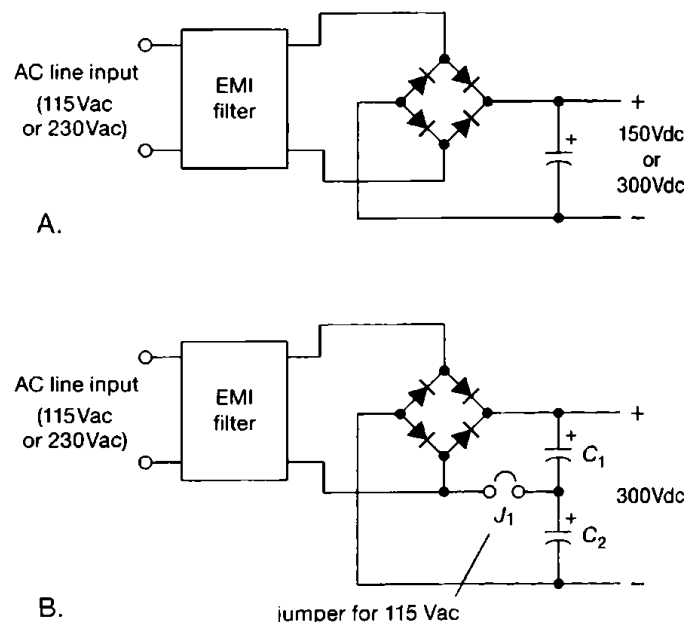 AC line input
(115Vac
or 230Vac)
EMI
filter
+
+
150Vdc
or
300Vdc
−
A.
AC line input
(115Vac
or 230Vac)
EMI
filter
+
+
C1
300Vdc
J1
+
C2
−
B.
jumper for 115 Vac